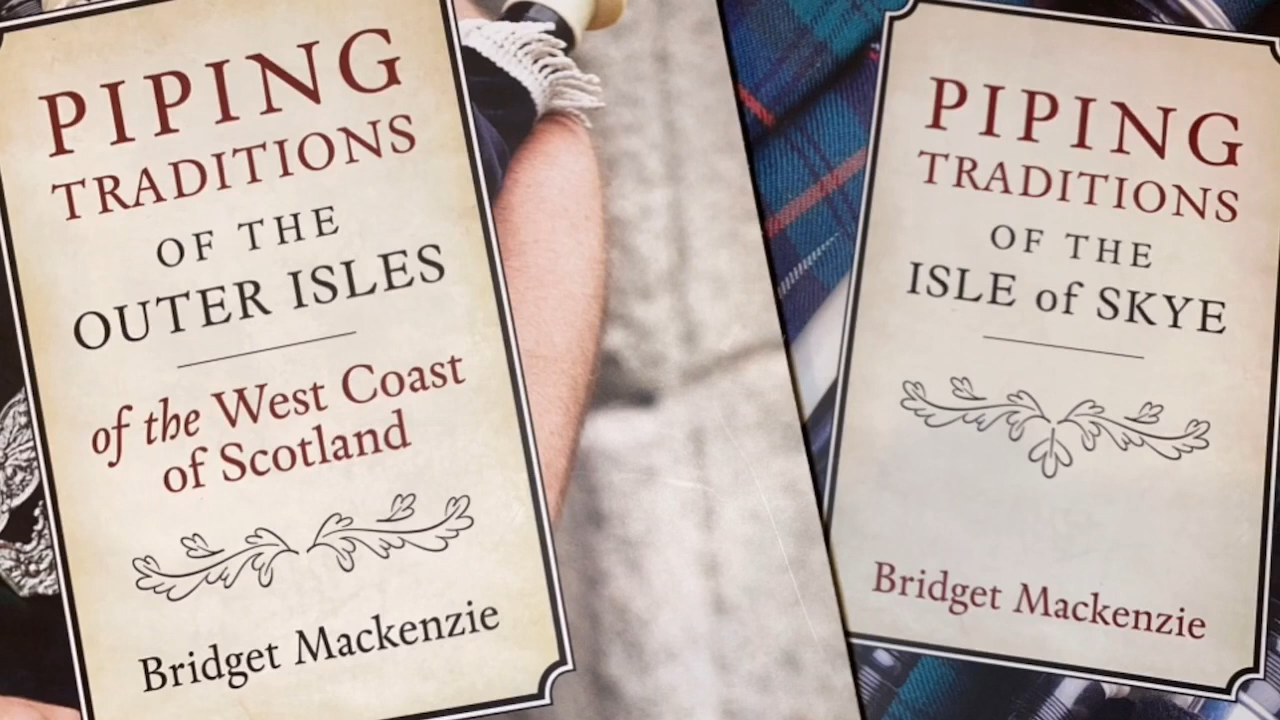 PIPING
TRADITIONS
OF THE
OUTER ISLES
of the West Coast
of Scotland
Bridget Mackenzie
PIPING
TRADITIONS
OF THE
ISLE of SKYE
Bridget Mackenzie